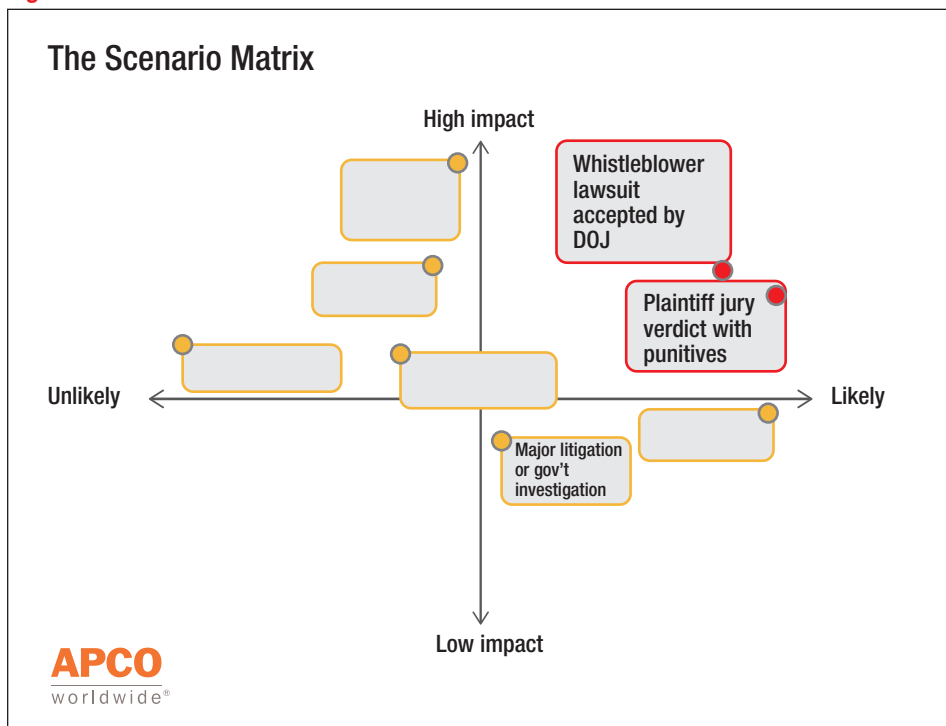 The Scenario Matrix
High impact
Whistleblower
lawsuit
accepted by
DOJ
Plaintiff jury
verdict with
punitives
Unlikely
Likely
Major litigation
or gov't
investigation
Low impact
APCO
worldwide®